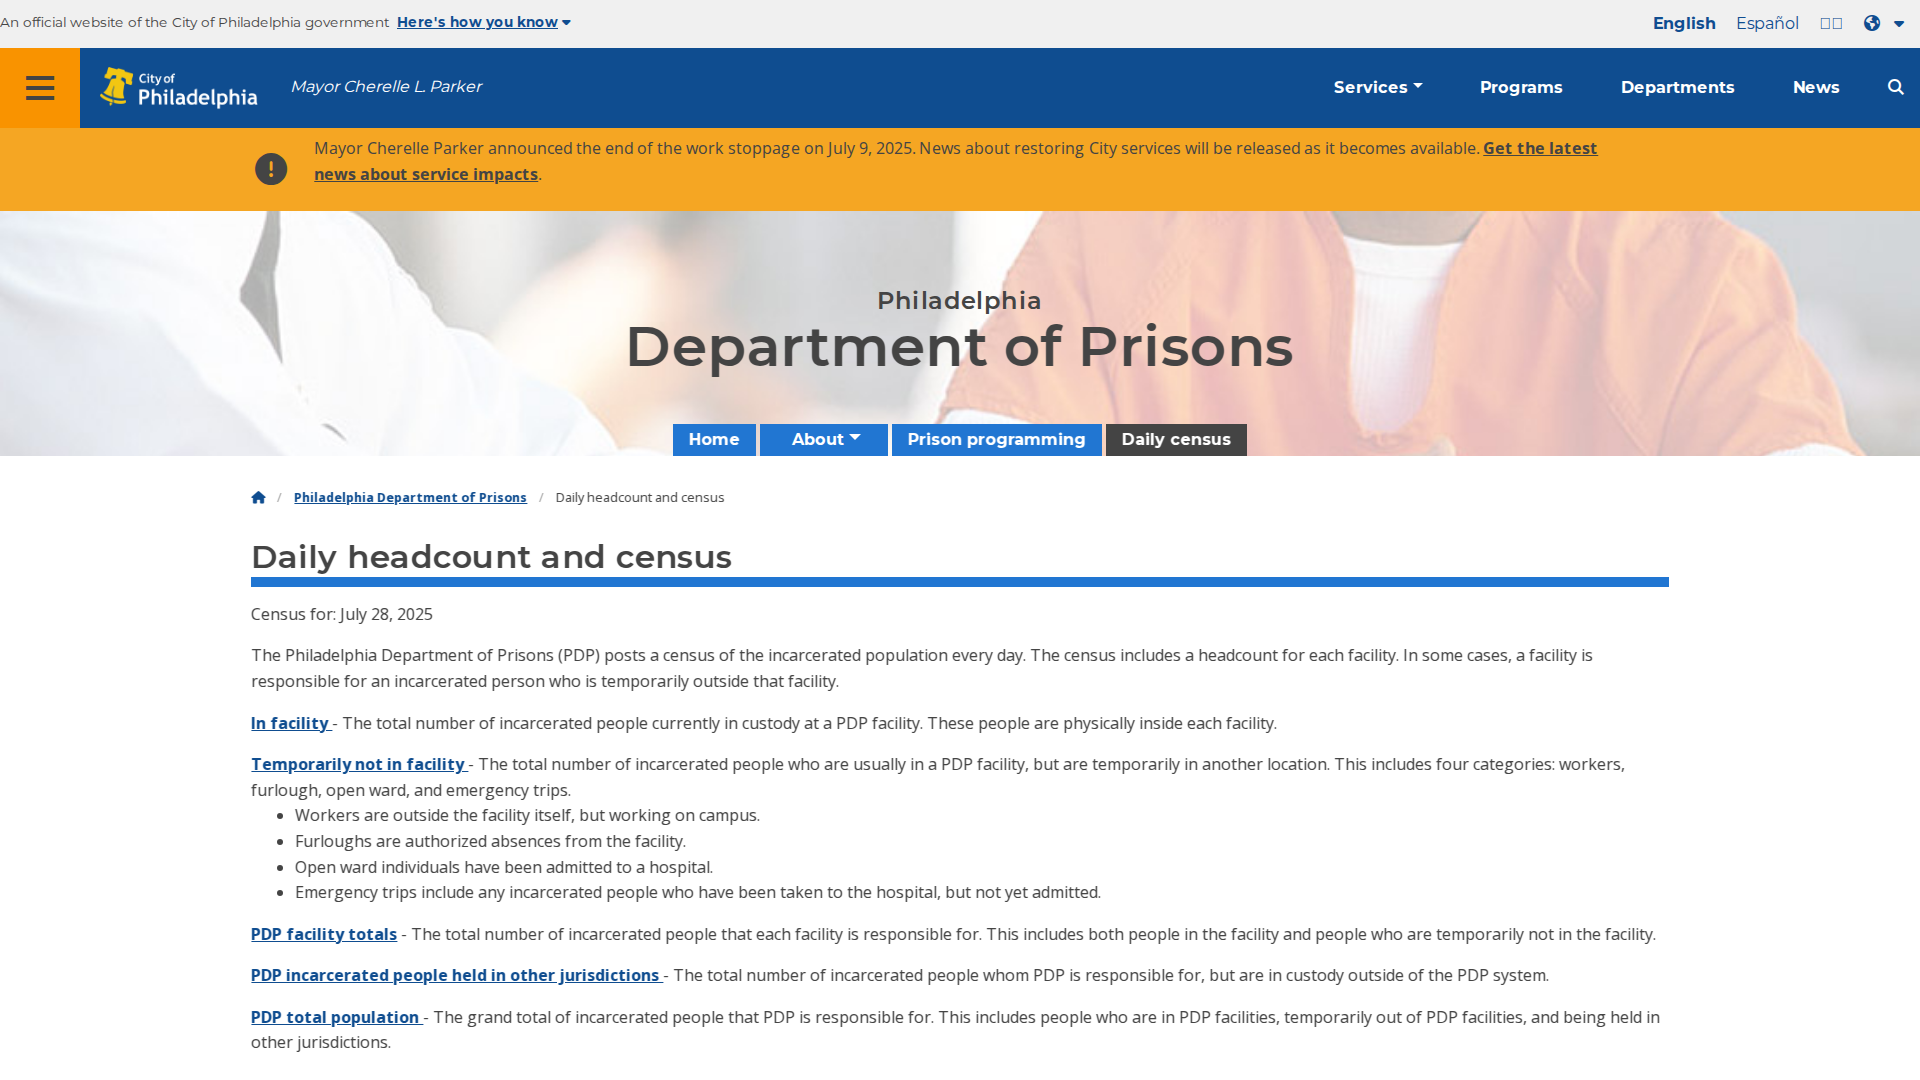 An official website of the City of Philadelphia government Here's how you know
English Español
City of Philadelphia
Mayor Cherelle L. Parker
Services Programs Departments News
Mayor Cherelle Parker announced the end of the work stoppage on July 9, 2025. News about restoring City services will be released as it becomes available. Get the latest
news about service impacts.
Philadelphia
Department of Prisons
Home About Prison programming Daily census
/ Philadelphia Department of Prisons / Daily headcount and census
Daily headcount and census
Census for: July 28, 2025
The Philadelphia Department of Prisons (PDP) posts a census of the incarcerated population every day. The census includes a headcount for each facility. In some cases, a facility is
responsible for an incarcerated person who is temporarily outside that facility.
In facility - The total number of incarcerated people currently in custody at a PDP facility. These people are physically inside each facility.
Temporarily not in facility - The total number of incarcerated people who are usually in a PDP facility, but are temporarily in another location. This includes four categories: workers,
furlough, open ward, and emergency trips.
• Workers are outside the facility itself, but working on campus.
• Furloughs are authorized absences from the facility.
• Open ward individuals have been admitted to a hospital.
• Emergency trips include any incarcerated people who have been taken to the hospital, but not yet admitted.
PDP facility totals - The total number of incarcerated people that each facility is responsible for. This includes both people in the facility and people who are temporarily not in the facility.
PDP incarcerated people held in other jurisdictions - The total number of incarcerated people whom PDP is responsible for, but are in custody outside of the PDP system.
PDP total population - The grand total of incarcerated people that PDP is responsible for. This includes people who are in PDP facilities, temporarily out of PDP facilities, and being held in
other jurisdictions.